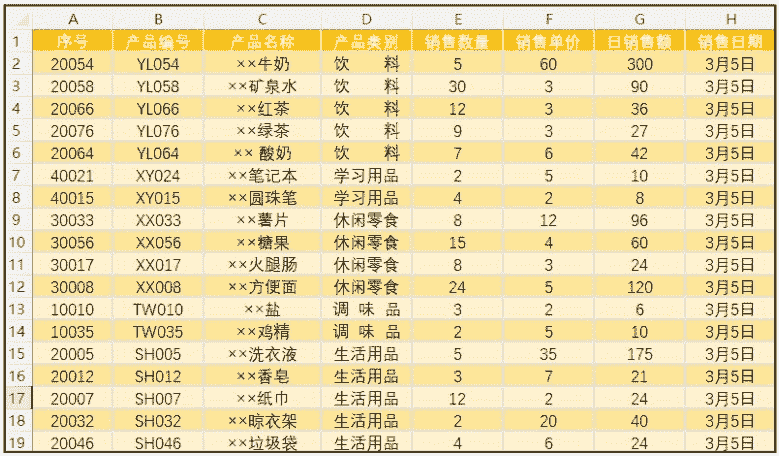 A B C D E F G H
1 序号 产品编号 产品名称 产品类别 销售数量 销售单价 日销售额 销售日期
2 20054 YL054 ××牛奶 饮 料 5 60 300 3月5日
3 20058 YL058 ××矿泉水 饮 料 30 3 90 3月5日
4 20066 YL066 ××红茶 饮 料 12 3 36 3月5日
5 20076 YL076 ××绿茶 饮 料 9 3 27 3月5日
6 20064 YL064 ×× 酸奶 饮 料 7 6 42 3月5日
7 40021 XY024 ××笔记本 学习用品 2 5 10 3月5日
8 40015 XY015 ××圆珠笔 学习用品 4 2 8 3月5日
9 30033 XX033 ××薯片 休闲零食 8 12 96 3月5日
10 30056 XX056 ××糖果 休闲零食 15 4 60 3月5日
11 30017 XX017 ××火腿肠 休闲零食 8 3 24 3月5日
12 30008 XX008 ××方便面 休闲零食 24 5 120 3月5日
13 10010 TW010 ××盐 调 味 品 3 2 6 3月5日
14 10035 TW035 ××鸡精 调 味 品 2 5 10 3月5日
15 20005 SH005 ××洗衣液 生活用品 5 35 175 3月5日
16 20012 SH012 ××香皂 生活用品 3 7 21 3月5日
17 20007 SH007 ××纸巾 生活用品 12 2 24 3月5日
18 20032 SH032 ××晾衣架 生活用品 2 20 40 3月5日
19 20046 SH046 ××垃圾袋 生活用品 4 6 24 3月5日